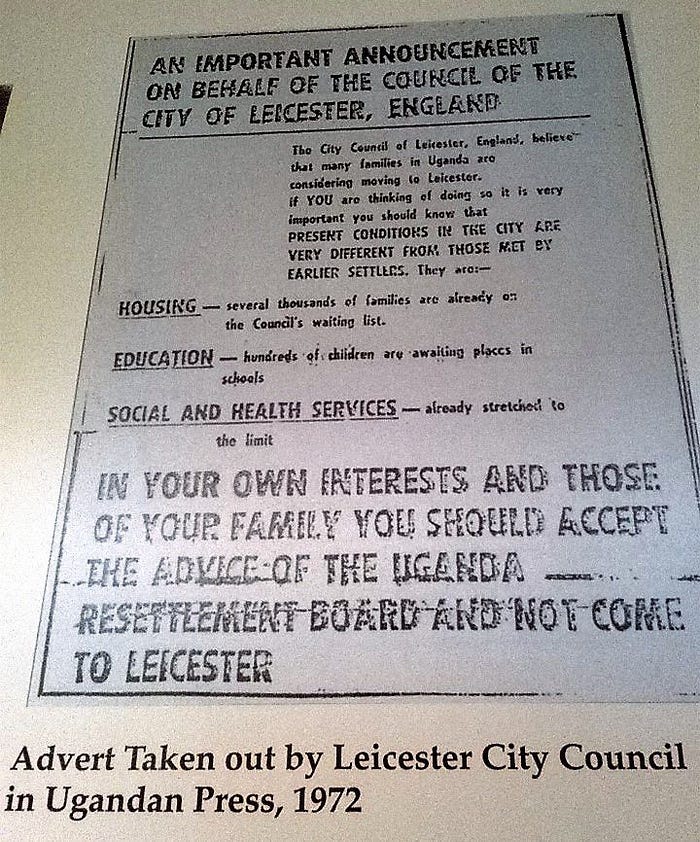 AN IMPORTANT ANNOUNCEMENT
ON BEHALF OF THE COUNCIL OF THE
CITY OF LEICESTER, ENGLAND
The City Council of Leicester, England, believe
that many families in Uganda are
considering moving to Leicester.
If YOU are thinking of doing so it is very
important you should know that
PRESENT CONDITIONS IN THE CITY ARE
VERY DIFFERENT FROM THOSE MET BY
EARLIER SETTLERS. They are:—
HOUSING — several thousands of families are already on
the Council's waiting list.
EDUCATION — hundreds of children are awaiting places in
schools
SOCIAL AND HEALTH SERVICES — already stretched to
the limit
IN YOUR OWN INTERESTS AND THOSE
OF YOUR FAMILY YOU SHOULD ACCEPT
THE ADVICE OF THE UGANDA
RESETTLEMENT BOARD AND NOT COME
TO LEICESTER
Advert Taken out by Leicester City Council
in Ugandan Press, 1972